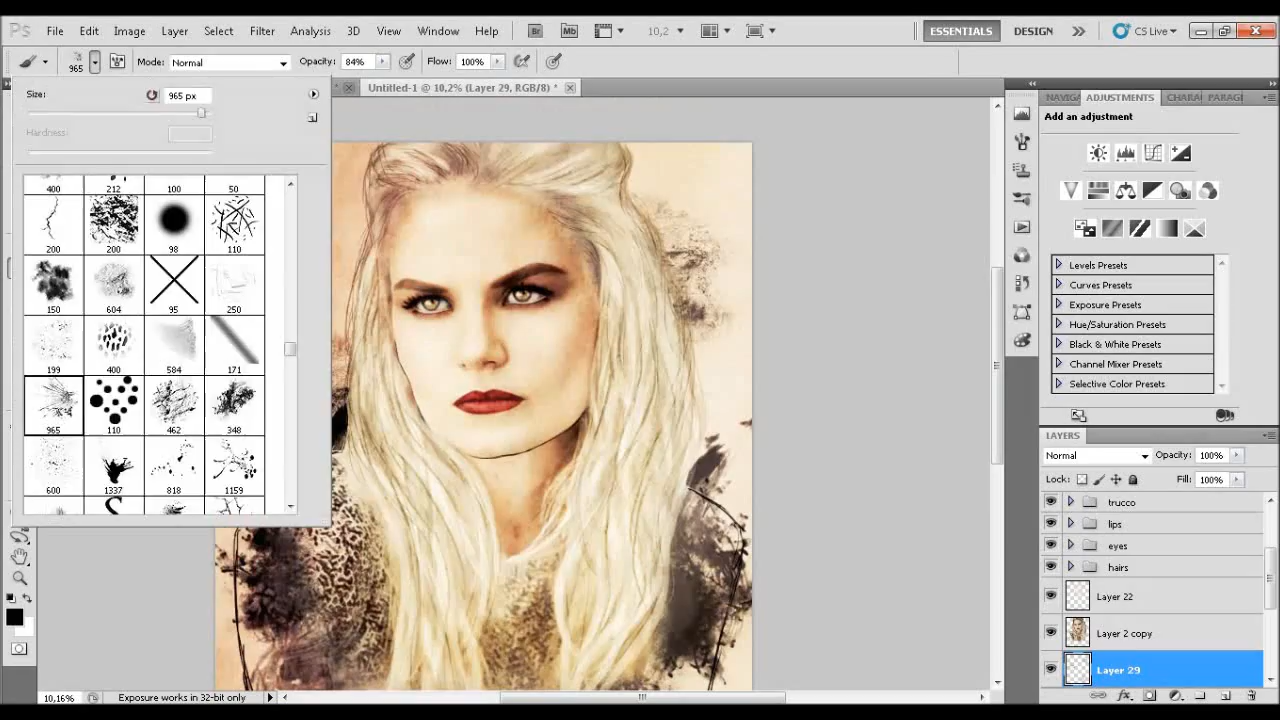 Ps File Edit Image Layer Select Filter Analysis 3D View Window Help Br Mb 10,2 ESSENTIALS DESIGN CS Live
965 Mode: Normal Opacity: 84% Flow: 100%
Size: 965 px
Hardness:
Untitled-1 @ 10,2% (Layer 29, RGB/8) *
400 212 100 50
200 200 98 110
150 604 95 250
199 400 584 171
965 110 462 348
600 1337 818 1159
ADJUSTMENTS PARAGI
Add an adjustment
Levels Presets
Curves Presets
Exposure Presets
Hue/Saturation Presets
Black & White Presets
Channel Mixer Presets
Selective Color Presets
LAYERS
Normal Opacity: 100%
Lock: Fill: 100%
trucco
lips
eyes
hairs
Layer 22
Layer 2 copy
Layer 29
10,16% Exposure works in 32-bit only